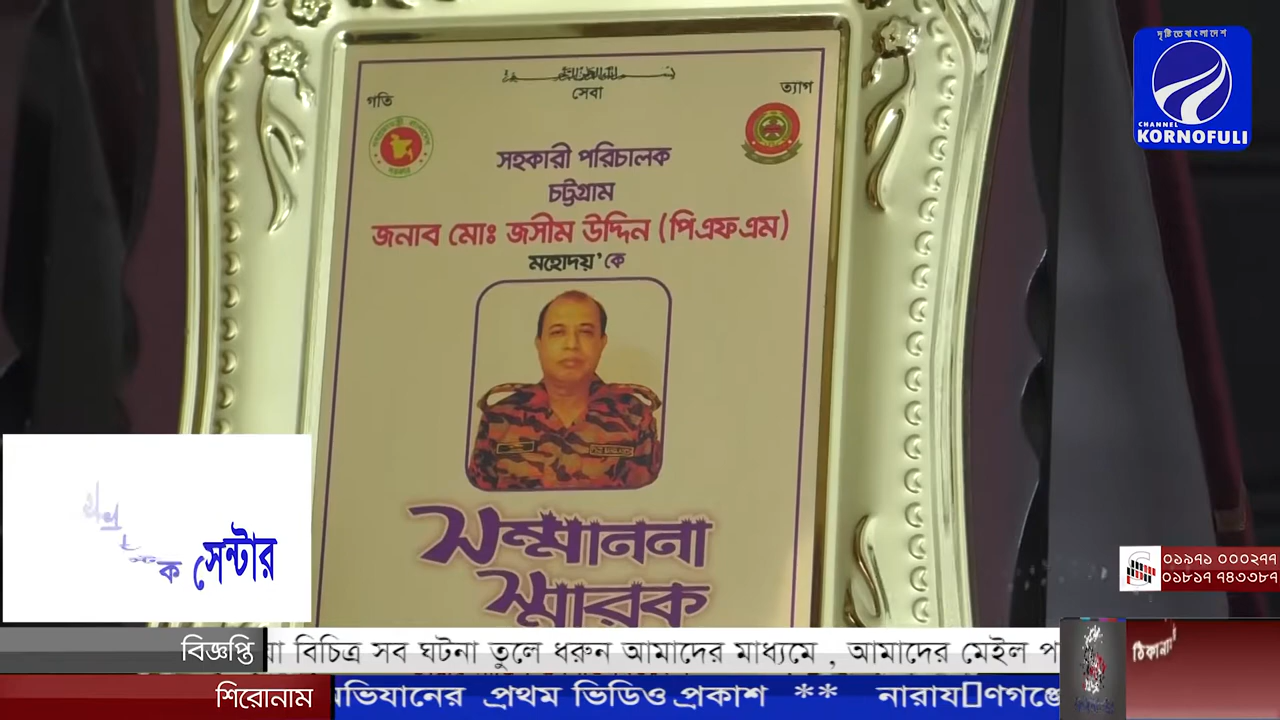 দৃষ্টিতে বাংলাদেশ
CHANNEL
KORNOFULI
গতি
সেবা
ত্যাগ
সহকারী পরিচালক
চট্টগ্রাম
জনাব মোঃ জসীম উদ্দিন (পিএফএম)
মহোদয়'কে
সম্মাননা
স্মারক
ক সেন্টার
০১৯৭১ ০০০২৭৭
০১৮১৭ ৭৪৩৩৮৭
বিজ্ঞপ্তি
বিচিত্র সব ঘটনা তুলে ধরুন আমাদের মাধ্যমে , আমাদের মেইল
ঠিকানা
শিরোনাম
প্রথম ভিডিও প্রকাশ **